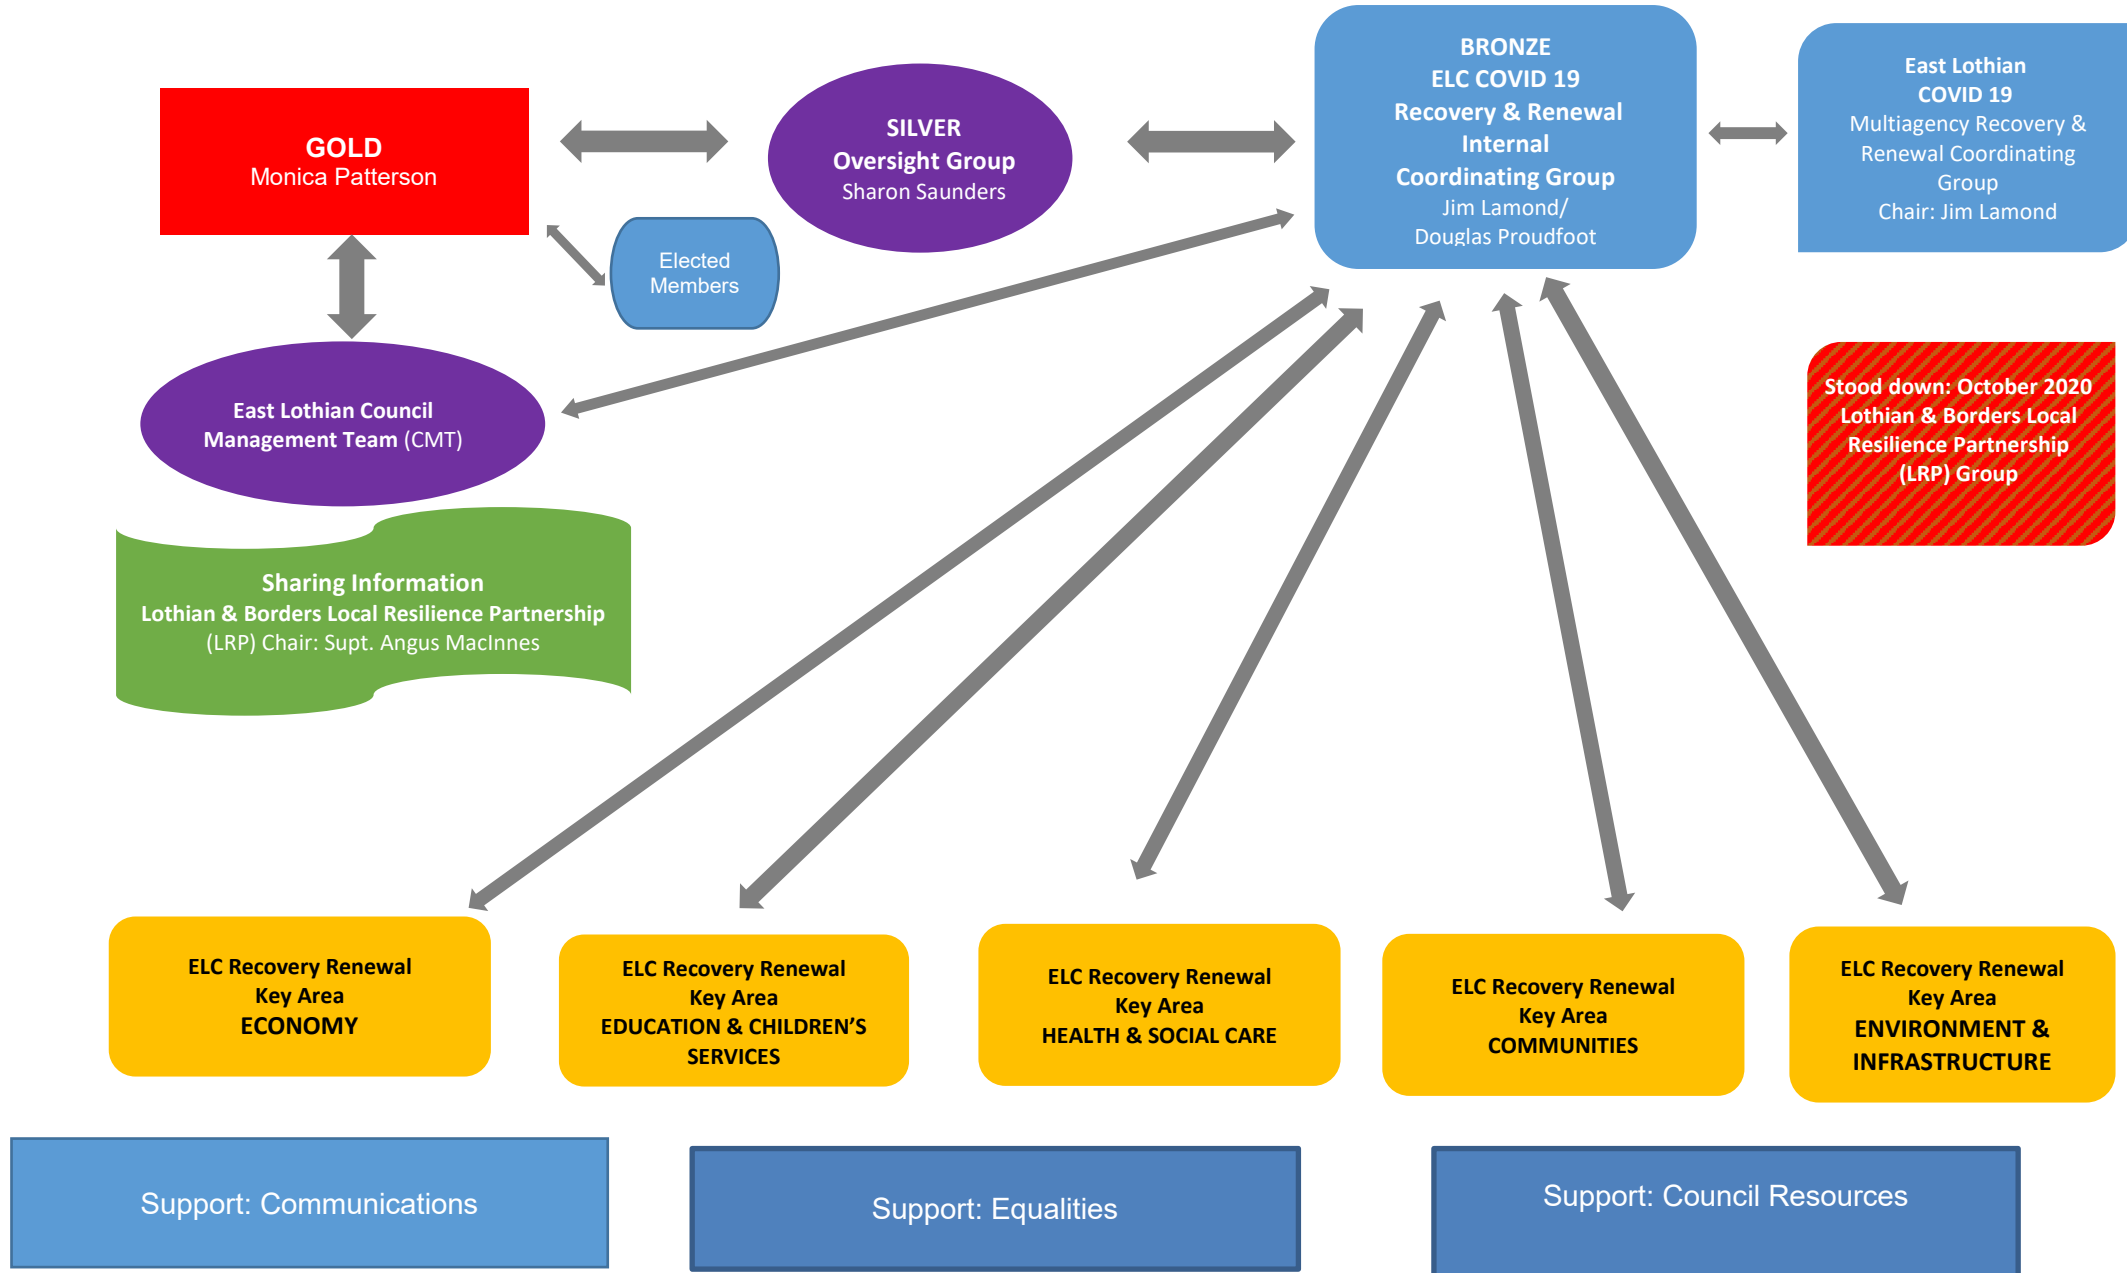 GOLD
Monica Patterson
SILVER
Oversight Group
Sharon Saunders
BRONZE
ELC COVID 19
Recovery & Renewal
Internal
Coordinating Group
Jim Lamond/
Douglas Proudfoot
East Lothian
COVID 19
Multiagency Recovery &
Renewal Coordinating
Group
Chair: Jim Lamond
Elected
Members
East Lothian Council
Management Team (CMT)
Stood down: October 2020
Lothian & Borders Local
Resilience Partnership
(LRP) Group
Sharing Information
Lothian & Borders Local Resilience Partnership
(LRP) Chair: Supt. Angus MacInnes
ELC Recovery Renewal
Key Area
ECONOMY
ELC Recovery Renewal
Key Area
EDUCATION & CHILDREN’S
SERVICES
ELC Recovery Renewal
Key Area
HEALTH & SOCIAL CARE
ELC Recovery Renewal
Key Area
COMMUNITIES
ELC Recovery Renewal
Key Area
ENVIRONMENT &
INFRASTRUCTURE
Support: Communications
Support: Equalities
Support: Council Resources